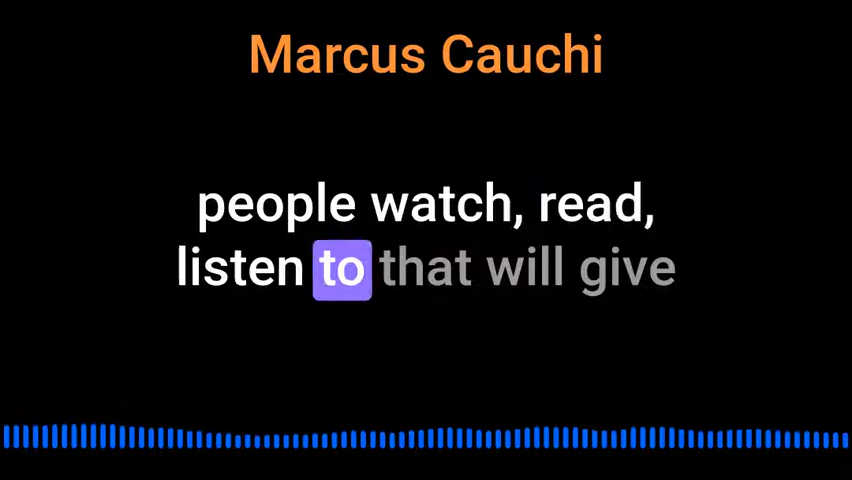 Marcus Cauchi
people watch, read,
listen to that will give